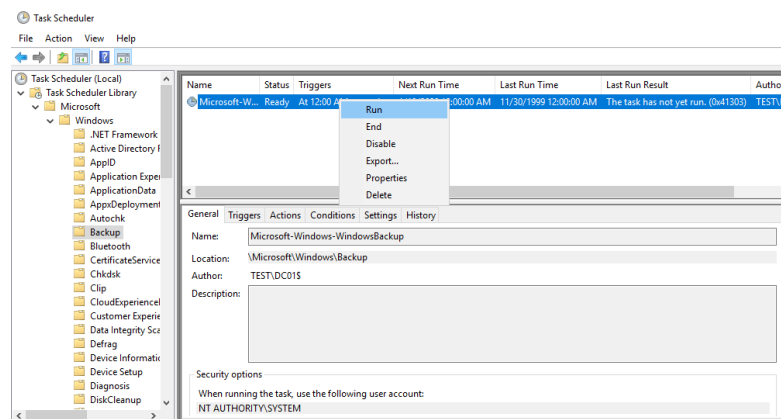 Task Scheduler
File Action View Help
Task Scheduler (Local)
Task Scheduler Library
Microsoft
Windows
.NET Framework
Active Directory
AppID
Application Exper
ApplicationData
AppxDeployment
Autochk
Backup
Bluetooth
CertificateService
Chkdsk
Clip
CloudExperience
Customer Experie
Data Integrity Sca
Defrag
Device Informatic
Device Setup
Diagnosis
DiskCleanup
Name Status Triggers Next Run Time Last Run Time Last Run Result Autho
Microsoft-W... Ready At 12:00 A :00:00 AM 11/30/1999 12:00:00 AM The task has not yet run. (0x41303) TEST\
Run
End
Disable
Export...
Properties
Delete
General Triggers Actions Conditions Settings History
Name: Microsoft-Windows-WindowsBackup
Location: \Microsoft\Windows\Backup
Author: TEST\DC01$
Description:
Security options
When running the task, use the following user account:
NT AUTHORITY\SYSTEM